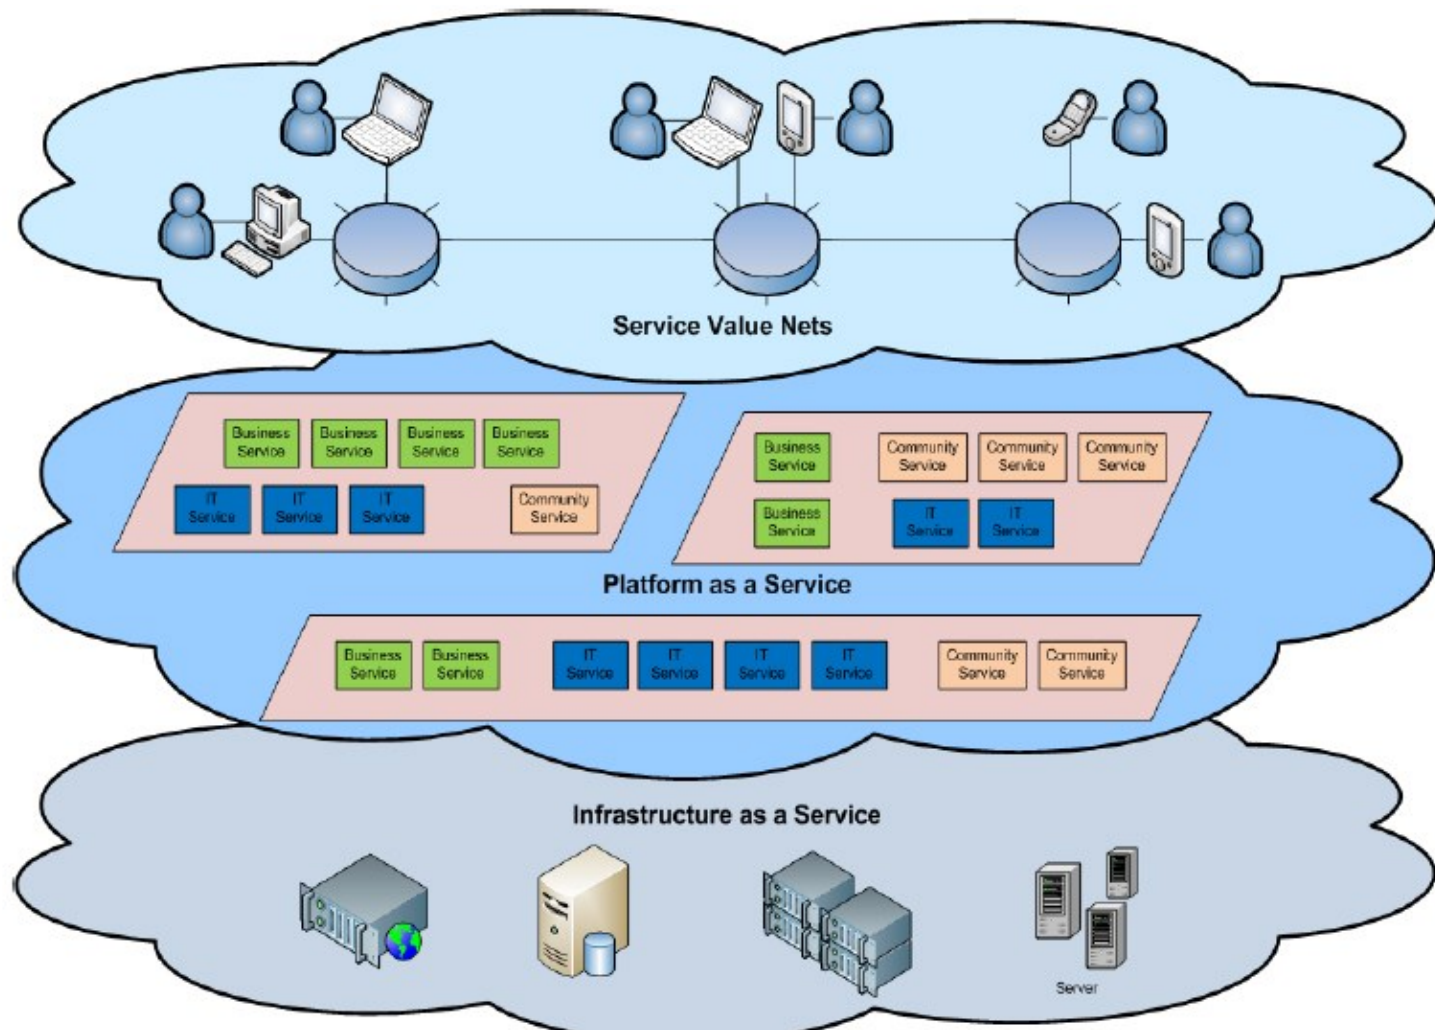 Service Value Nets
Business
Service
Business
Service
Business
Service
Business
Service
IT
Service
IT
Service
IT
Service
Community
Service
Business
Service
Community
Service
Community
Service
Community
Service
Business
Service
IT
Service
IT
Service
Platform as a Service
Business
Service
Business
Service
IT
Service
IT
Service
IT
Service
IT
Service
Community
Service
Community
Service
Infrastructure as a Service
Server